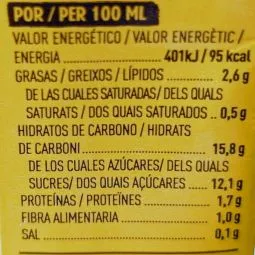 POR / PER 100 ML
VALOR ENERGÉTICO / VALOR ENERGÈTIC /
ENERGIA ........ 401kJ / 95 kcal
GRASAS / GREIXOS / LÍPIDOS ........ 2,6 g
DE LAS CUALES SATURADAS/ DELS QUALS
SATURATS / DOS QUAIS SATURADOS .. 0,5 g
HIDRATOS DE CARBONO / HIDRATS
DE CARBONI ........ 15,8 g
DE LOS CUALES AZÚCARES/ DELS QUALS
SUCRES/ DOS QUAIS AÇÚCARES .... 12,1 g
PROTEÍNAS / PROTEÏNES ........ 1,7 g
FIBRA ALIMENTARIA ........ 1,0 g
SAL ........ 0,1 g